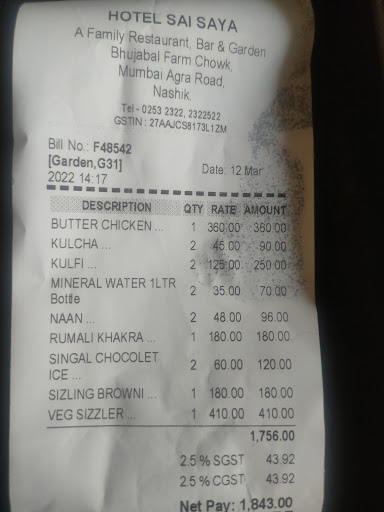 HOTEL SAI SAYA
A Family Restaurant, Bar & Garden
Bhujabal Farm Chowk,
Mumbai Agra Road,
Nashik.
Tel - 0253 2322, 2322522
GSTIN : 27AAJCS8173L1ZM
Bill No.: F48542
[Garden,G31] Date: 12 Mar
2022 14:17
DESCRIPTION QTY RATE AMOUNT
BUTTER CHICKEN ... 1 360.00 360.00
KULCHA ... 2 45.00 90.00
KULFI ... 2 125.00 250.00
MINERAL WATER 1LTR 2 35.00 70.00
Bottle
NAAN ... 2 48.00 96.00
RUMALI KHAKRA ... 1 180.00 180.00
SINGAL CHOCOLET 2 60.00 120.00
ICE ...
SIZLING BROWNI ... 1 180.00 180.00
VEG SIZZLER ... 1 410.00 410.00
1,756.00
2.5 % SGST 43.92
2.5 % CGST 43.92
Net Pay: 1,843.00